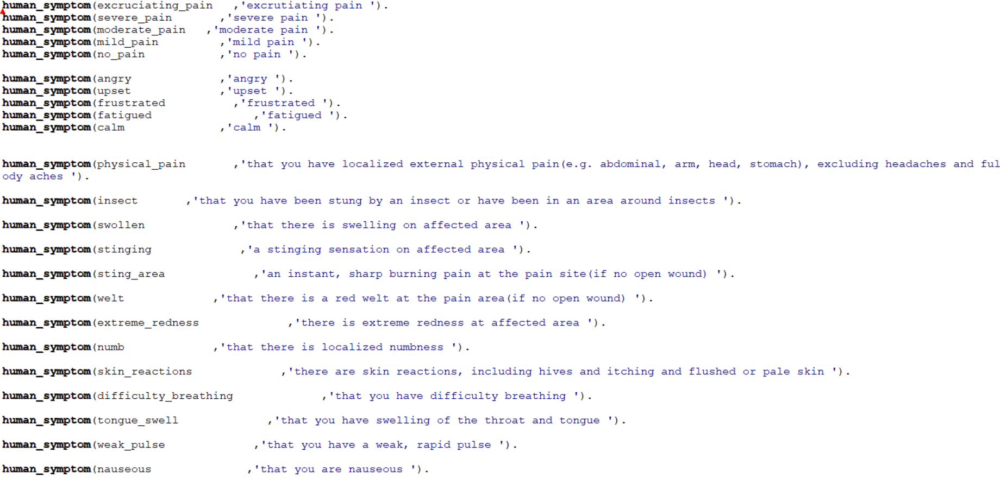 human_symptom(excruciating_pain   ,'excrutiating pain ').
human_symptom(severe_pain       ,'severe pain ').
human_symptom(moderate_pain   ,'moderate pain ').
human_symptom(mild_pain         ,'mild pain ').
human_symptom(no_pain           ,'no pain ').
human_symptom(angry             ,'angry ').
human_symptom(upset             ,'upset ').
human_symptom(frustrated          ,'frustrated ').
human_symptom(fatigued               ,'fatigued ').
human_symptom(calm              ,'calm ').
human_symptom(physical_pain       ,'that you have localized external physical pain(e.g. abdominal, arm, head, stomach), excluding headaches and ful
ody aches ').
human_symptom(insect       ,'that you have been stung by an insect or have been in an area around insects ').
human_symptom(swollen             ,'that there is swelling on affected area ').
human_symptom(stinging             ,'a stinging sensation on affected area ').
human_symptom(sting_area             ,'an instant, sharp burning pain at the pain site(if no open wound) ').
human_symptom(welt             ,'that there is a red welt at the pain area(if no open wound) ').
human_symptom(extreme_redness             ,'there is extreme redness at affected area ').
human_symptom(numb             ,'that there is localized numbness ').
human_symptom(skin_reactions             ,'there are skin reactions, including hives and itching and flushed or pale skin ').
human_symptom(difficulty_breathing             ,'that you have difficulty breathing ').
human_symptom(tongue_swell             ,'that you have swelling of the throat and tongue ').
human_symptom(weak_pulse             ,'that you have a weak, rapid pulse ').
human_symptom(nauseous              ,'that you are nauseous ').